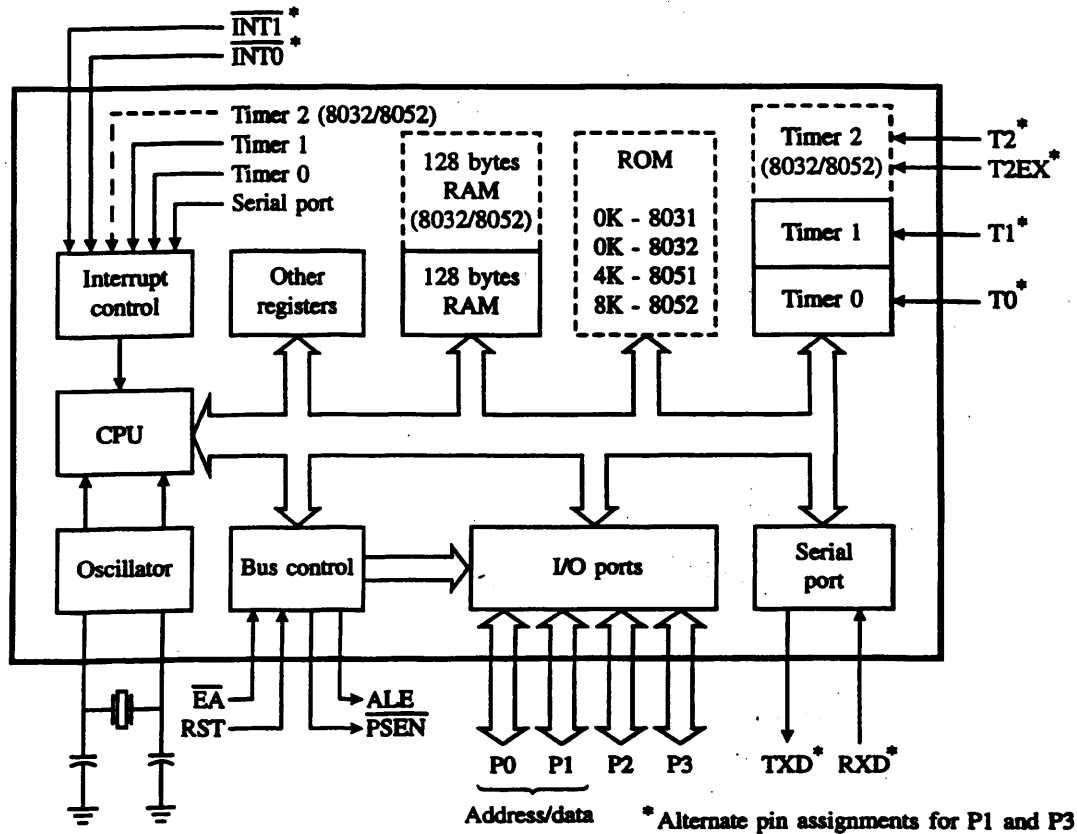 INT1*
INT0*
Timer 2 (8032/8052)
Timer 1
Timer 0
Serial port
128 bytes
RAM
(8032/8052)
128 bytes
RAM
ROM
0K - 8031
0K - 8032
4K - 8051
8K - 8052
Timer 2
(8032/8052)
Timer 1
Timer 0
T2*
T2EX*
T1*
T0*
Interrupt
control
Other
registers
CPU
Oscillator
Bus control
I/O ports
Serial
port
EA
RST
ALE
PSEN
P0 P1 P2 P3
TXD* RXD*
Address/data
*Alternate pin assignments for P1 and P3